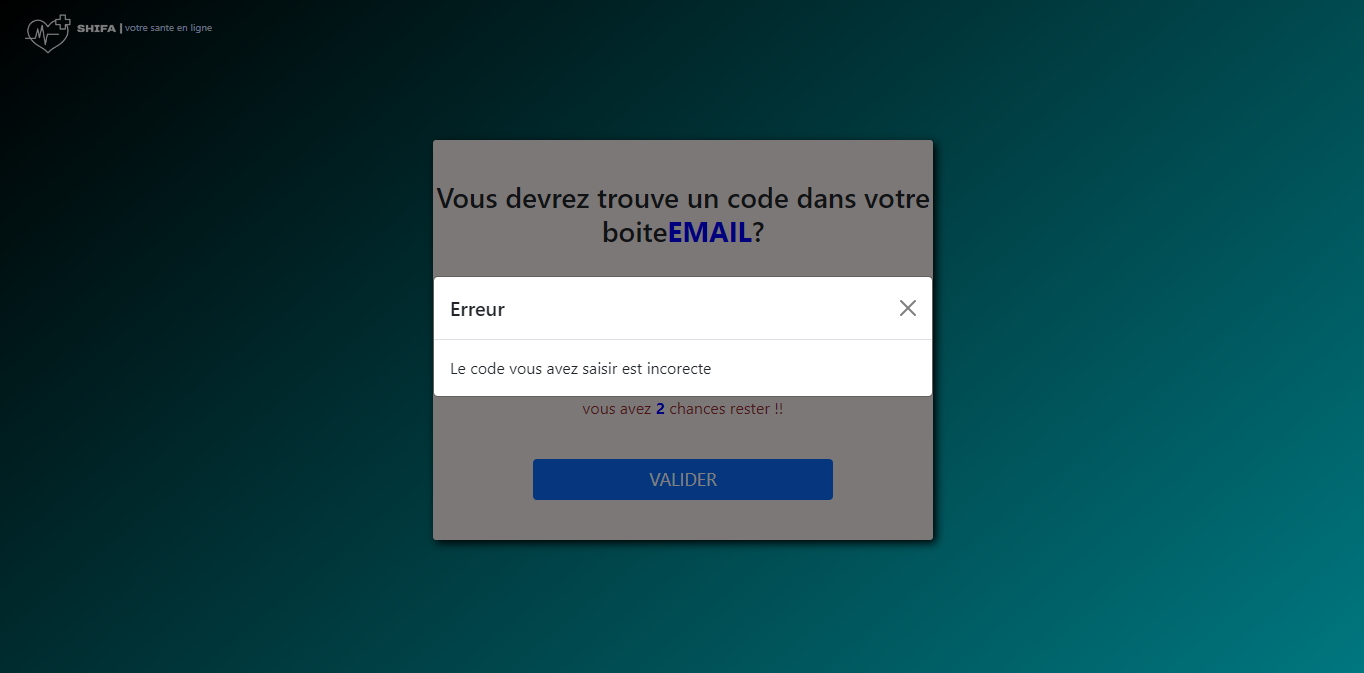 SHIFA | votre sante en ligne
Vous devrez trouve un code dans votre
boiteEMAIL?
Erreur
Le code vous avez saisir est incorecte
vous avez 2 chances rester !!
VALIDER